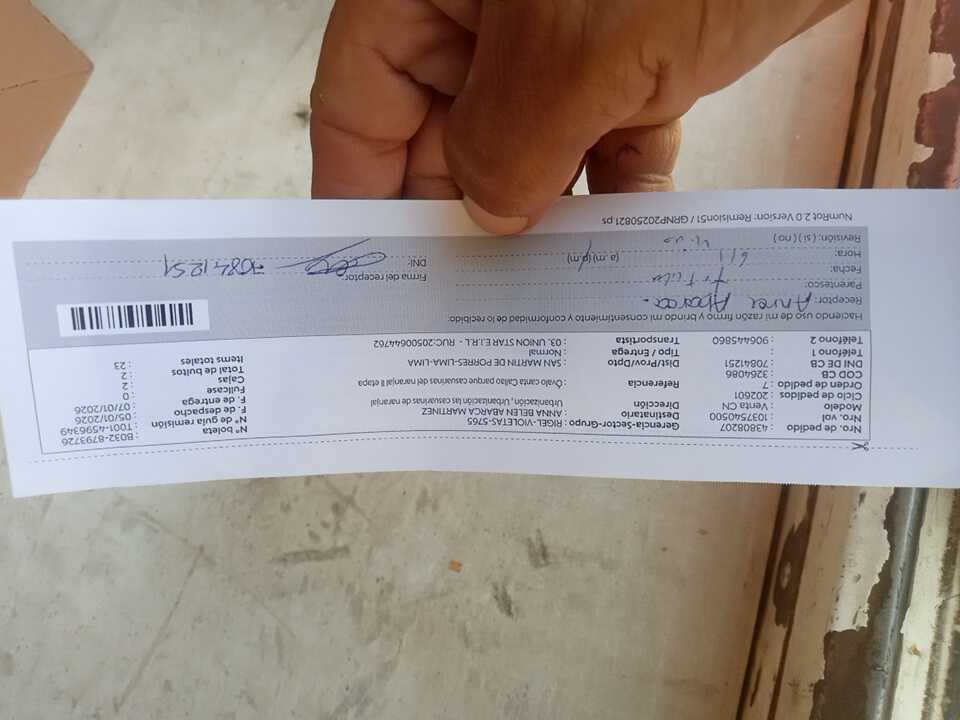 Nro. de pedido : 43808207
Nro. vol. : 1037540500
Modelo : Venta CN
Ciclo de pedidos : 202601
Orden de pedido : 7
COD CB : 3264086
DNI DE CB : 70841251
Teléfono 1 :
Teléfono 2 : 906445860
Gerencia-Sector-Grupo : RIGEL-VIOLETAS-5765
Destinatario : ANNA BELEN ABARCA MARTINEZ
Dirección : Urbanización, Urbanización las casuarinas de naranjal
Referencia : Ovalo canta Callao parque casuarinas del naranjal II etapa
Dist/Prov/Dpto : SAN MARTIN DE PORRES-LIMA-LIMA
Tipo / Entrega : Normal
Transportista : 03. UNION STAR E.I.R.L - RUC: 20500644762
N° boleta : B032-8793726
N° de guía remisión : T001-4596349
F. de despacho : 05/01/2026
F. de entrega : 07/01/2026
Fullcase : 0
Cajas : 2
Total de bultos : 2
Items totales : 23
Haciendo de uso de mi razón firmo y brindo mi consentimiento y conformidad de lo recibido:
Receptor: Abarca
Parentesco:
Fecha: 6/1
Hora: (a.m)(p.m)
Revisión: ( si ) ( no )
Firma del receptor:
DNI: 70841251
NumRot 2.0 Version: Remision51 / GRNP20250821.ps